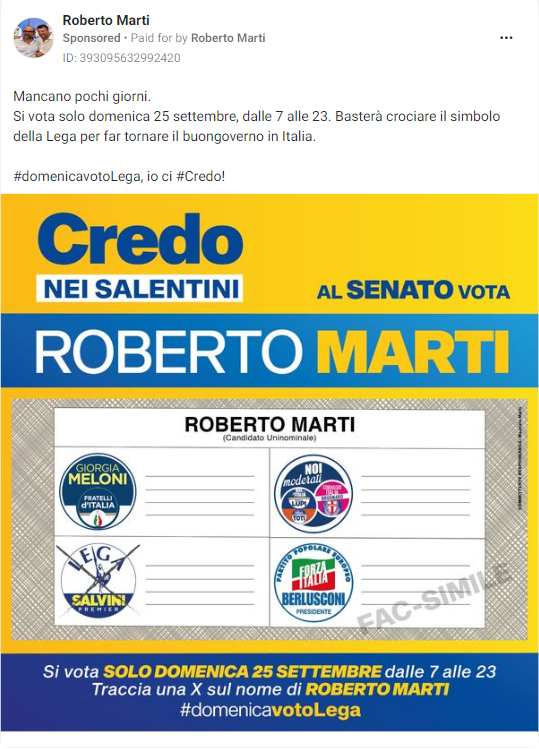 Roberto Marti
Sponsored • Paid for by Roberto Marti
ID: 393095632992420
Mancano pochi giorni.
Si vota solo domenica 25 settembre, dalle 7 alle 23. Basterà crociare il simbolo
della Lega per far tornare il buongoverno in Italia.
#domenicavotoLega, io ci #Credo!
Credo
NEI SALENTINI
AL SENATO VOTA
ROBERTO MARTI
ROBERTO MARTI
(Candidato Uninominale)
GIORGIA
MELONI
FRATELLI
d'ITALIA
NOI
moderati
LUPI
TOTI
CORAGGIO
ITALIA
LEGA
SALVINI
PREMIER
PARTITO POPOLARE EUROPEO
FORZA
ITALIA
BERLUSCONI
PRESIDENTE
FAC-SIMILE
Si vota SOLO DOMENICA 25 SETTEMBRE dalle 7 alle 23
Traccia una X sul nome di ROBERTO MARTI
#domenicavotoLega